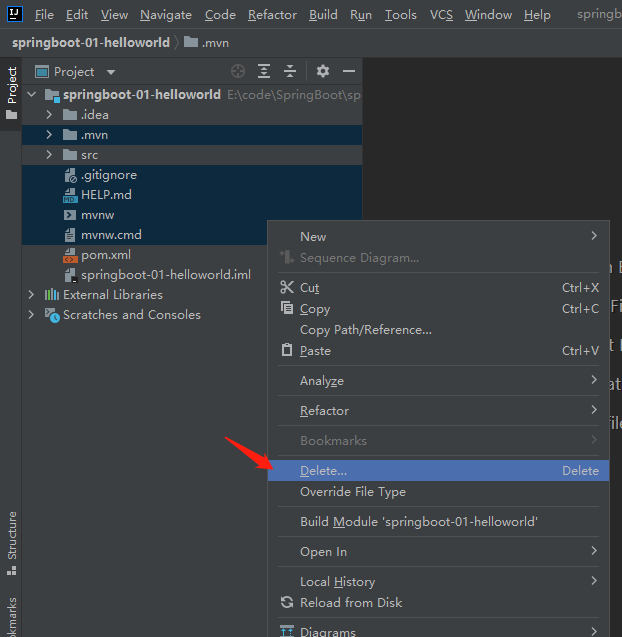 IJ File Edit View Navigate Code Refactor Build Run Tools VCS Window Help springb
springboot-01-helloworld .mvn
Project
Project
springboot-01-helloworld E:\code\SpringBoot\sp
.idea
.mvn
src
.gitignore
HELP.md
mvnw
mvnw.cmd
pom.xml
springboot-01-helloworld.iml
External Libraries
Scratches and Consoles
New
Sequence Diagram...
Cut Ctrl+X
Copy Ctrl+C
Copy Path/Reference...
Paste Ctrl+V
Analyze
Refactor
Bookmarks
Delete... Delete
Override File Type
Build Module 'springboot-01-helloworld'
Open In
Local History
Reload from Disk
Diagrams
Structure